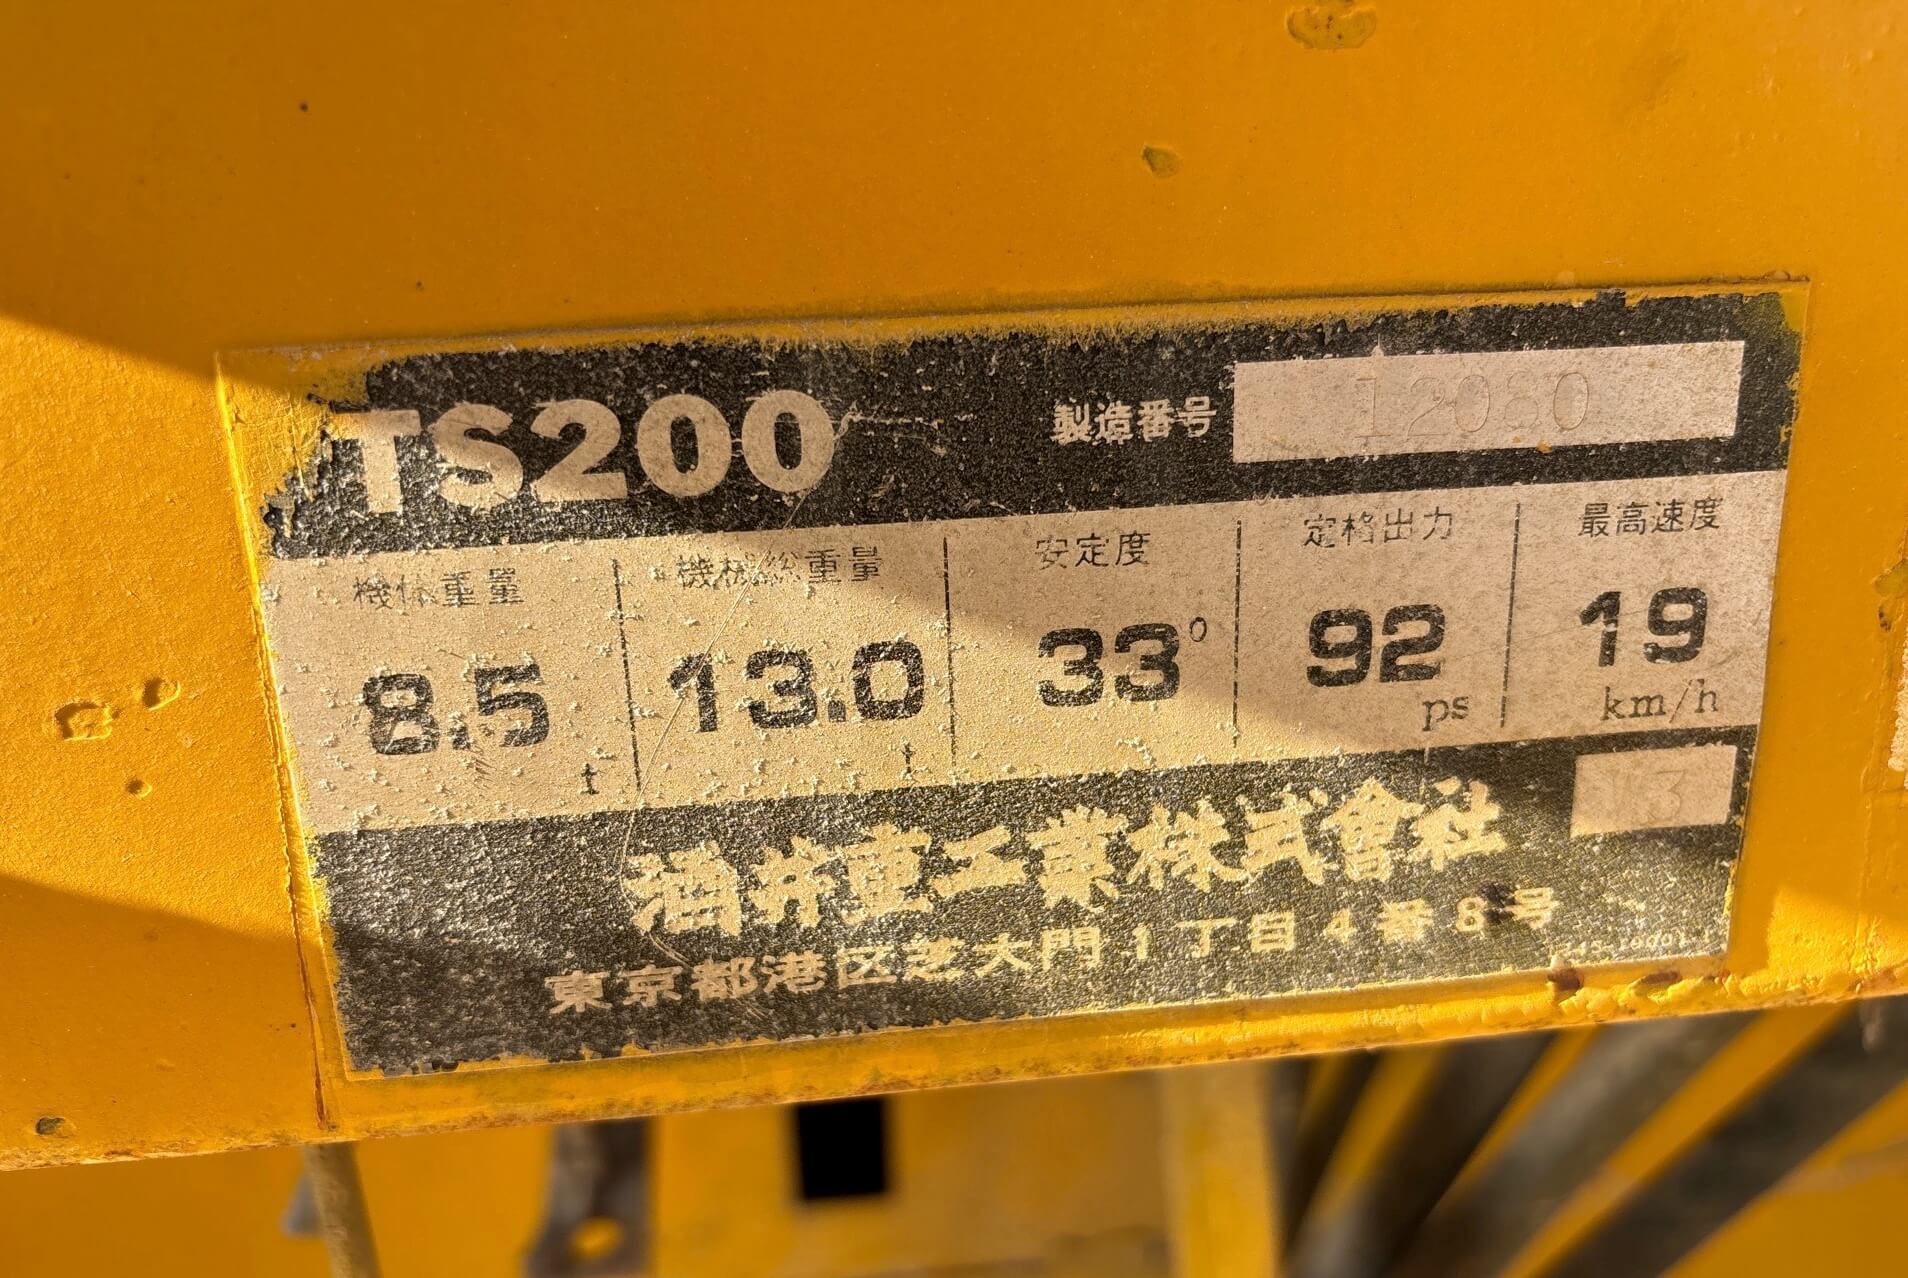 TS200 製造番号 12080
機体重量 機械総重量 安定度 定格出力 最高速度
8.5 t 13.0 t 33° 92 ps 19 km/h
酒井重工業株式會社
東京都港区芝大門1丁目4番8号